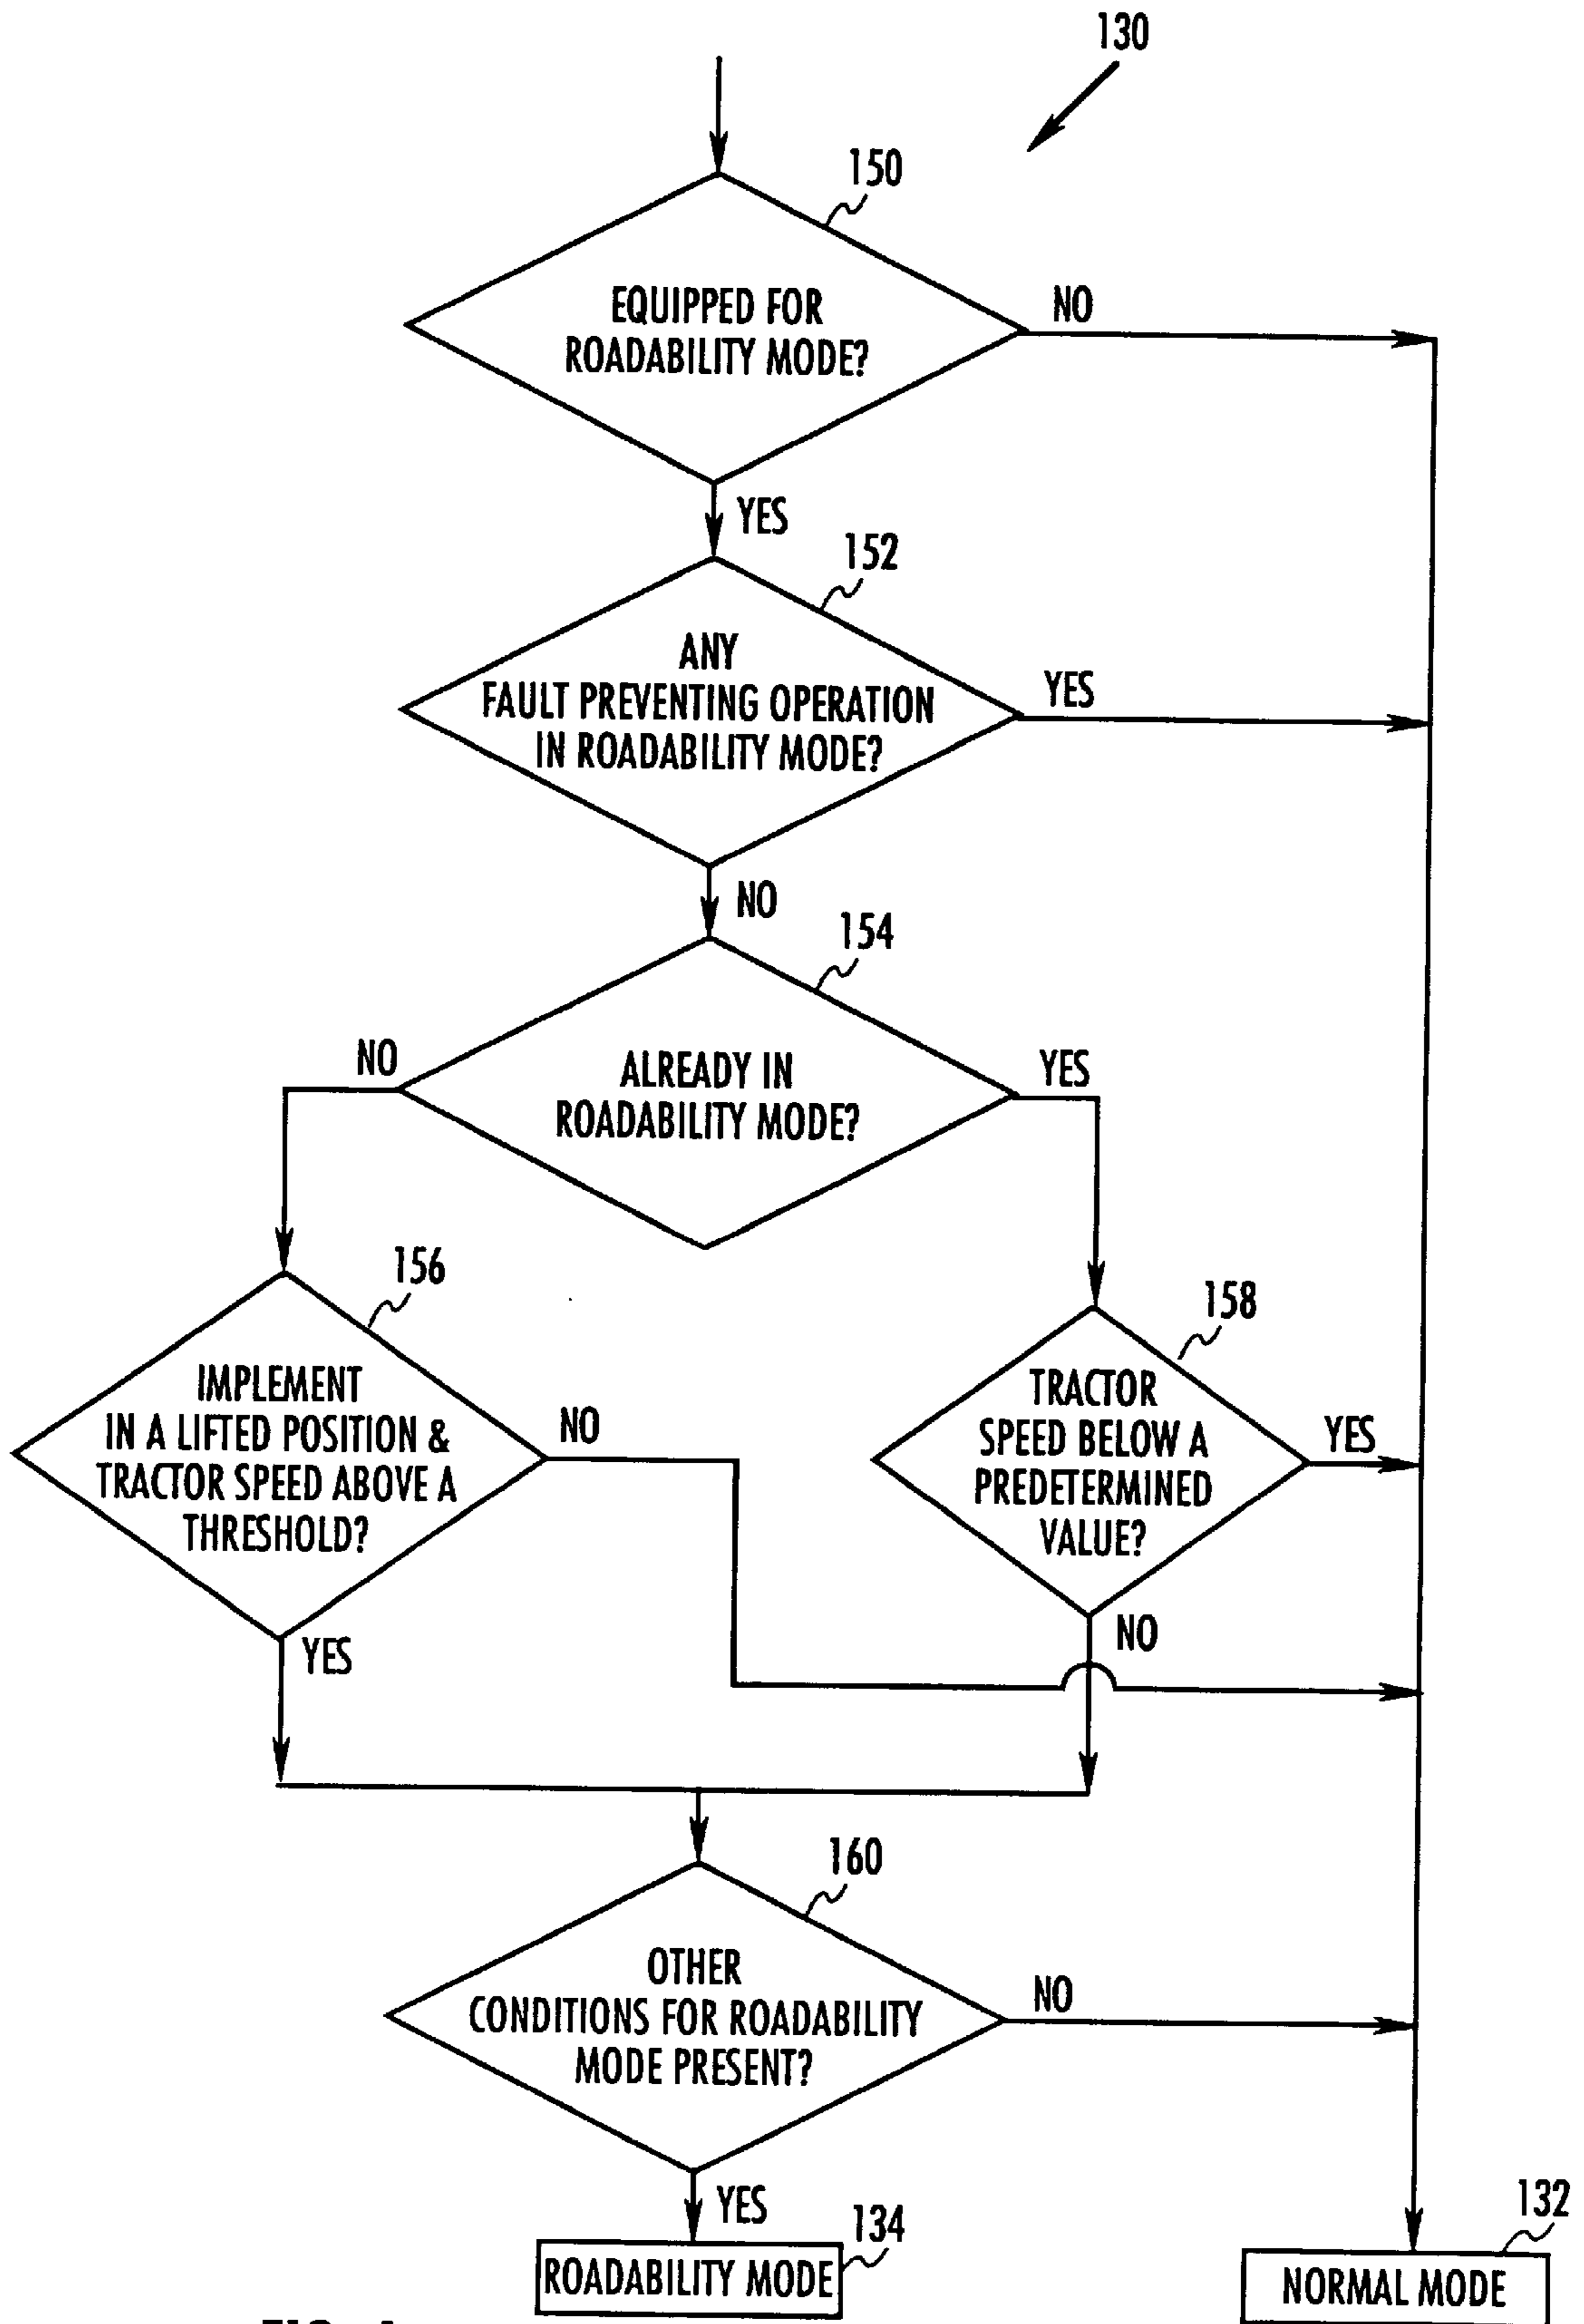 130
150
EQUIPPED FOR
ROADABILITY MODE?
NO
YES
152
ANY
FAULT PREVENTING OPERATION
IN ROADABILITY MODE?
YES
NO
154
ALREADY IN
ROADABILITY MODE?
NO
YES
156
IMPLEMENT
IN A LIFTED POSITION &
TRACTOR SPEED ABOVE A
THRESHOLD?
NO
YES
158
TRACTOR
SPEED BELOW A
PREDETERMINED
VALUE?
YES
NO
160
OTHER
CONDITIONS FOR ROADABILITY
MODE PRESENT?
NO
YES
134
ROADABILITY MODE
132
NORMAL MODE